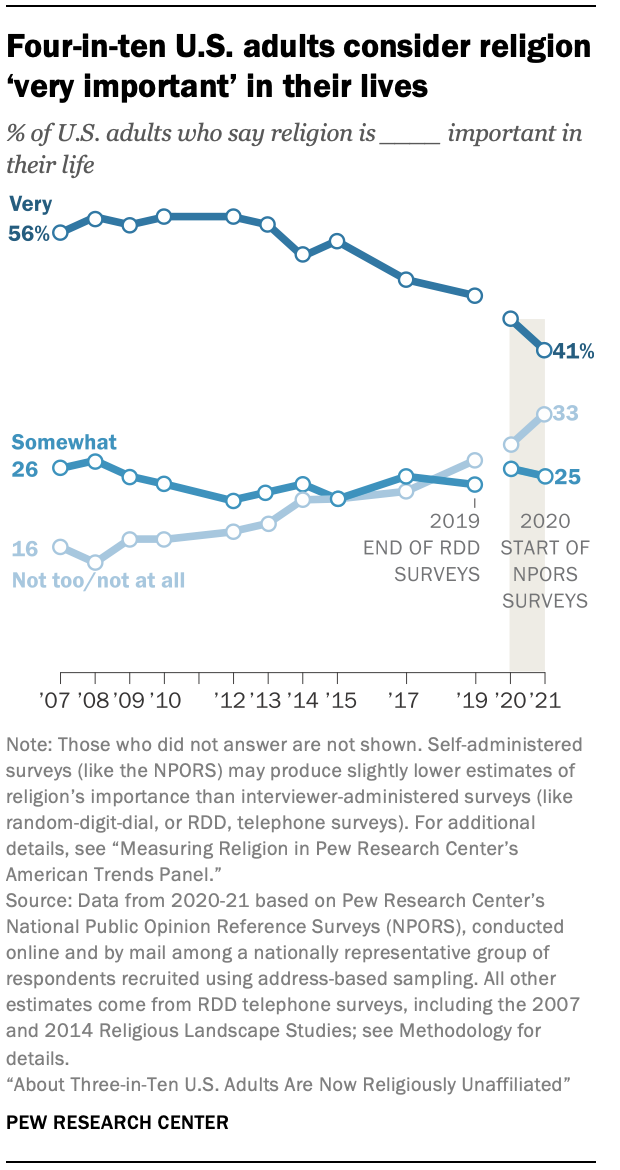 Four-in-ten U.S. adults consider religion
‘very important’ in their lives
% of U.S. adults who say religion is ____ important in
their life
Very
56%
41%
33
Somewhat
26
25
16
Not too/not at all
2019
END OF RDD
SURVEYS
2020
START OF
NPORS
SURVEYS
’07 ’08 ’09 ’10 ’12 ’13 ’14 ’15 ’17 ’19 ’20 ’21
Note: Those who did not answer are not shown. Self-administered
surveys (like the NPORS) may produce slightly lower estimates of
religion’s importance than interviewer-administered surveys (like
random-digit-dial, or RDD, telephone surveys). For additional
details, see “Measuring Religion in Pew Research Center’s
American Trends Panel.”
Source: Data from 2020-21 based on Pew Research Center’s
National Public Opinion Reference Surveys (NPORS), conducted
online and by mail among a nationally representative group of
respondents recruited using address-based sampling. All other
estimates come from RDD telephone surveys, including the 2007
and 2014 Religious Landscape Studies; see Methodology for
details.
“About Three-in-Ten U.S. Adults Are Now Religiously Unaffiliated”
PEW RESEARCH CENTER